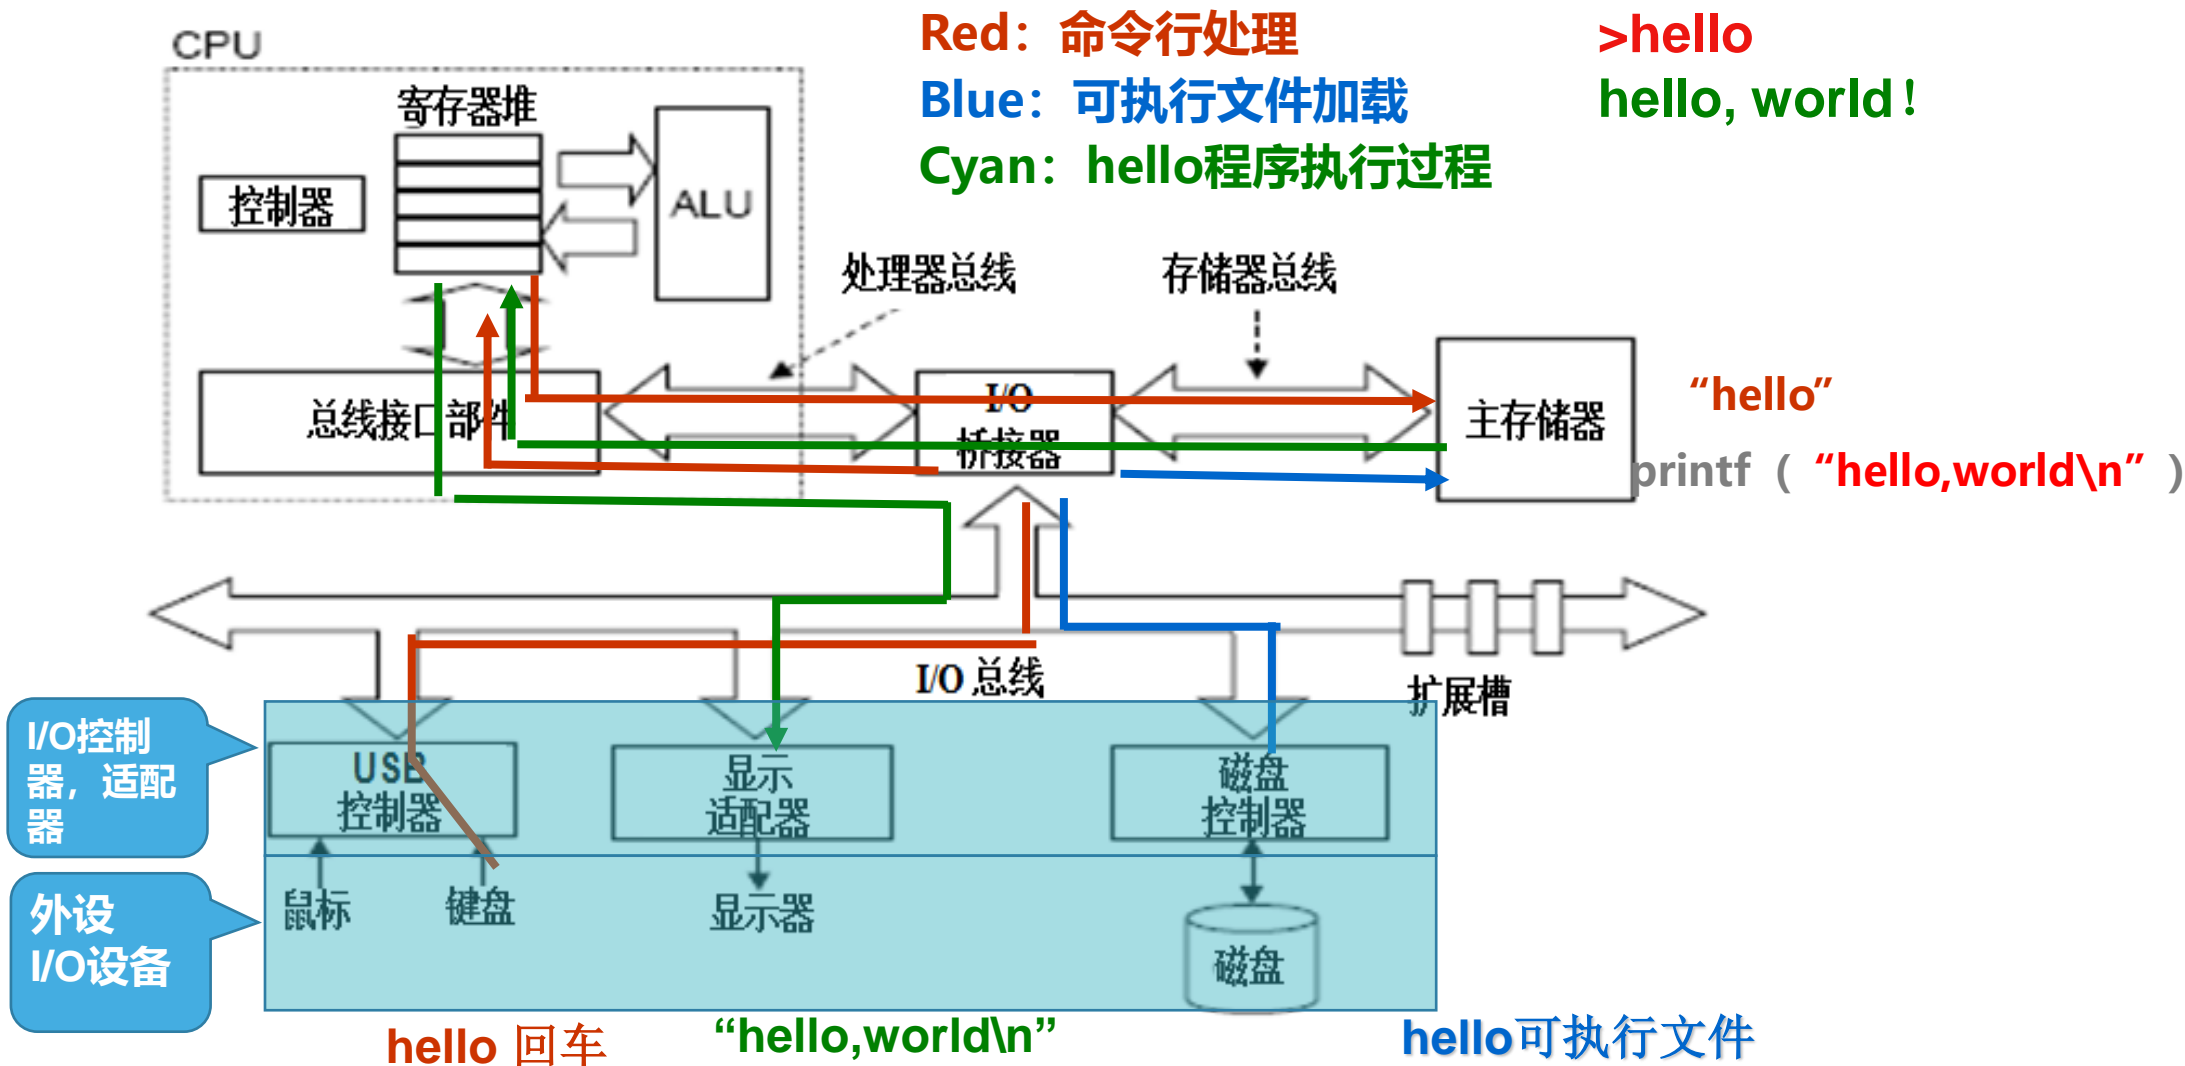 CPU
Red：命令行处理
Blue：可执行文件加载
Cyan：hello程序执行过程
>hello
hello, world！
寄存器堆
控制器
ALU
处理器总线
存储器总线
总线接口部件
I/O
桥接器
主存储器
“hello”
printf（ “hello,world\n” ）
I/O 总线
扩展槽
I/O控制
器，适配
器
USB
控制器
显示
适配器
磁盘
控制器
外设
I/O设备
鼠标
键盘
显示器
磁盘
hello 回车
“hello,world\n”
hello可执行文件